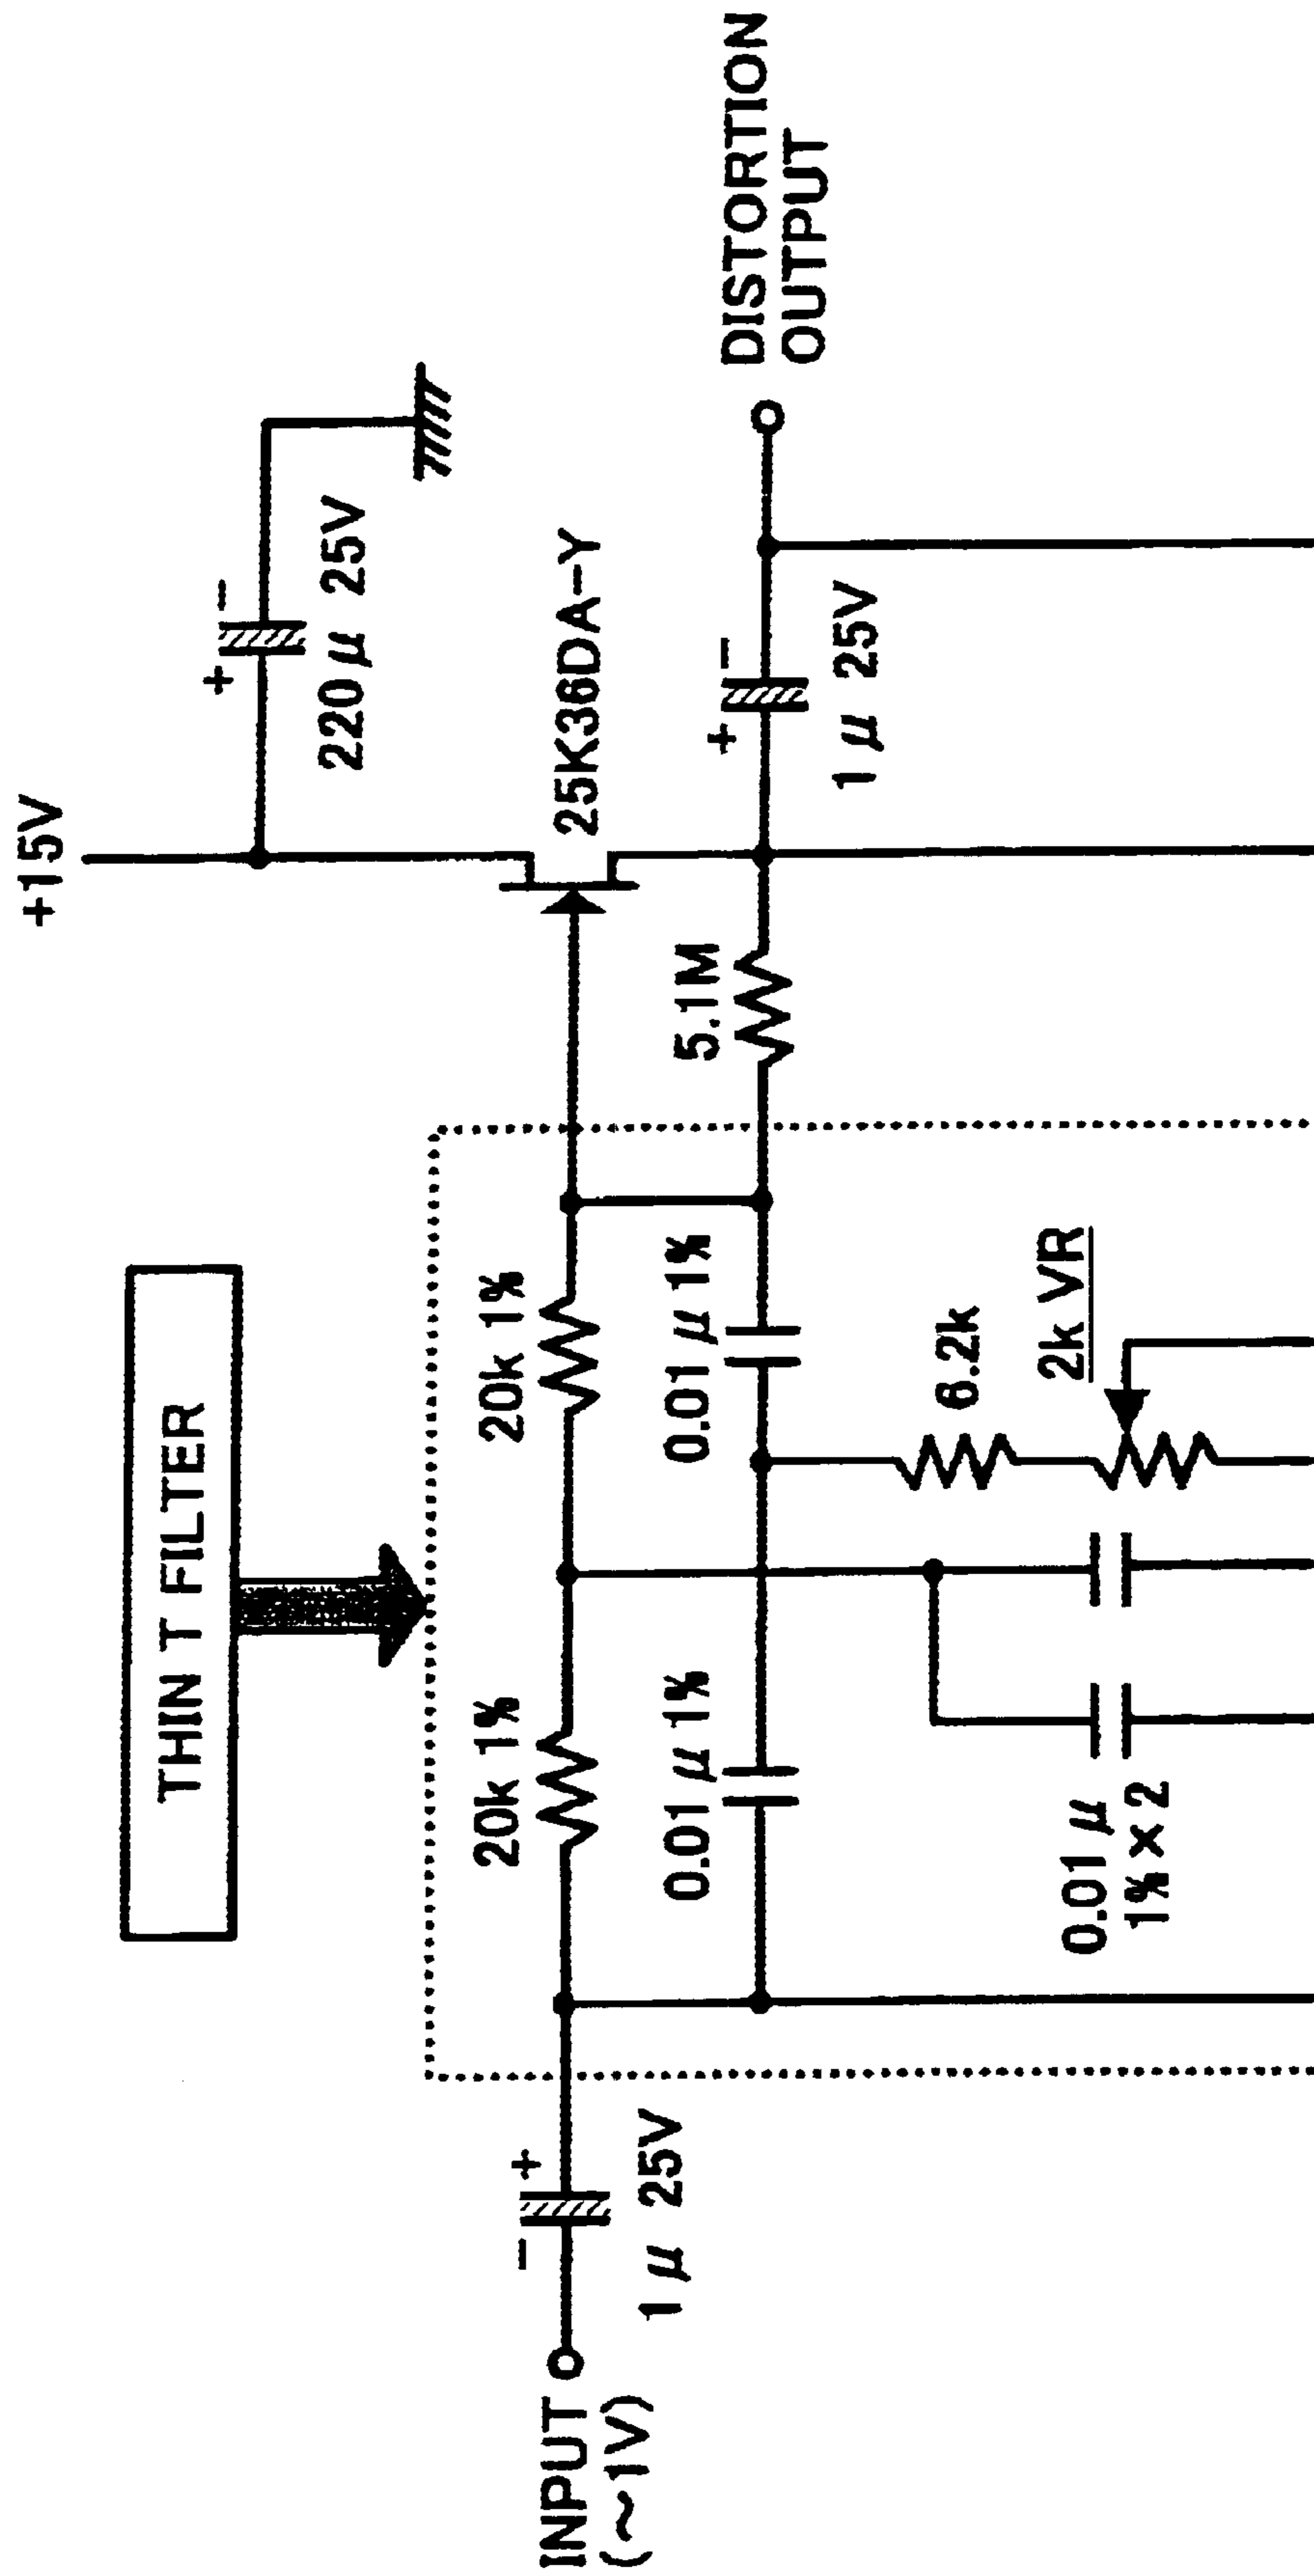 +15V
THIN T FILTER
+ −
220μ 25V
25K36DA-Y
20k 1%
20k 1%
− +
1μ 25V
INPUT
(~1V)
0.01μ 1%
0.01μ 1%
5.1M
+ −
1μ 25V
DISTORTION
OUTPUT
6.2k
2k VR
0.01μ
1% × 2